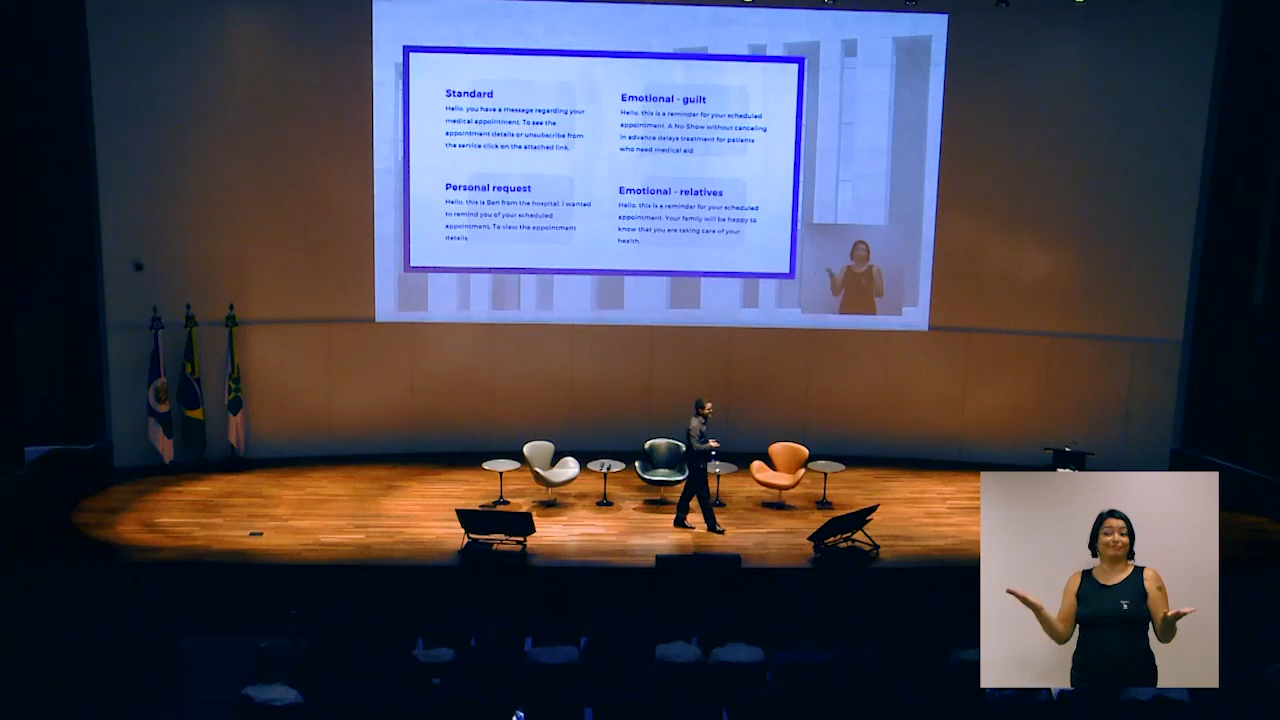 Standard
Hello, you have a message regarding your
medical appointment. To see the
appointment details or unsubscribe from
the service click on the attached link.
Emotional - guilt
Hello, this is a reminder for your scheduled
appointment. A No-Show without canceling
in advance delays treatment for patients
who need medical aid.
Personal request
Hello, this is Ben from the hospital. I wanted
to remind you of your scheduled
appointment. To view the appointment
details.
Emotional - relatives
Hello, this is a reminder for your scheduled
appointment. Your family will be happy to
know that you are taking care of your
health.